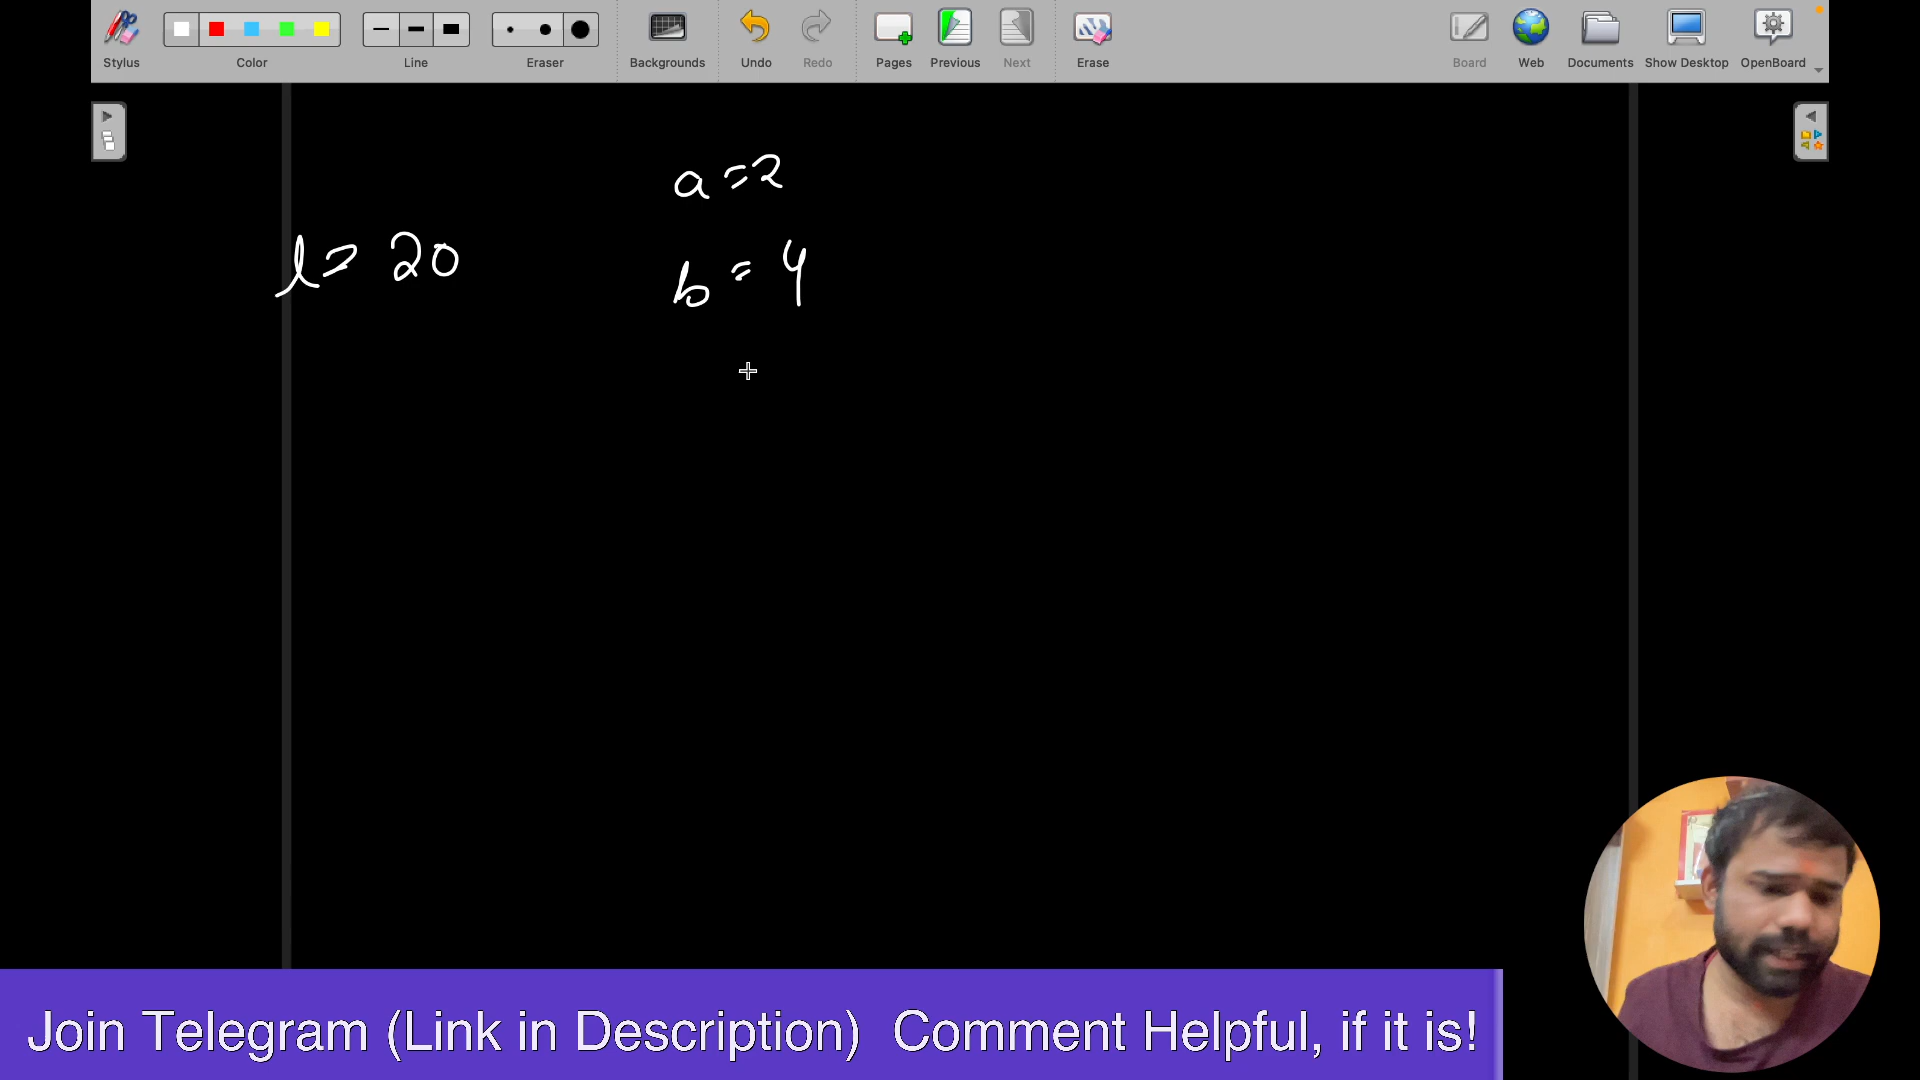 Stylus Color Line Eraser Backgrounds Undo Redo Pages Previous Next Erase Board Web Documents Show Desktop OpenBoard
a = 2
l = 20
b = 4
Join Telegram (Link in Description) Comment Helpful, if it is!